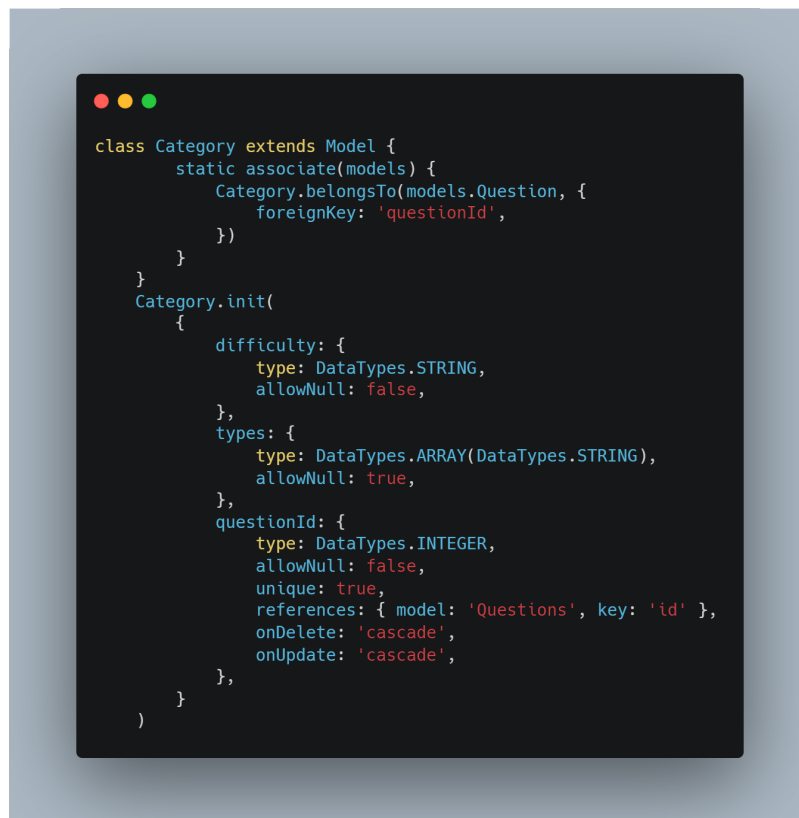 class Category extends Model {
        static associate(models) {
            Category.belongsTo(models.Question, {
                foreignKey: 'questionId',
            })
        }
    }
    Category.init(
        {
            difficulty: {
                type: DataTypes.STRING,
                allowNull: false,
            },
            types: {
                type: DataTypes.ARRAY(DataTypes.STRING),
                allowNull: true,
            },
            questionId: {
                type: DataTypes.INTEGER,
                allowNull: false,
                unique: true,
                references: { model: 'Questions', key: 'id' },
                onDelete: 'cascade',
                onUpdate: 'cascade',
            },
        }
    )